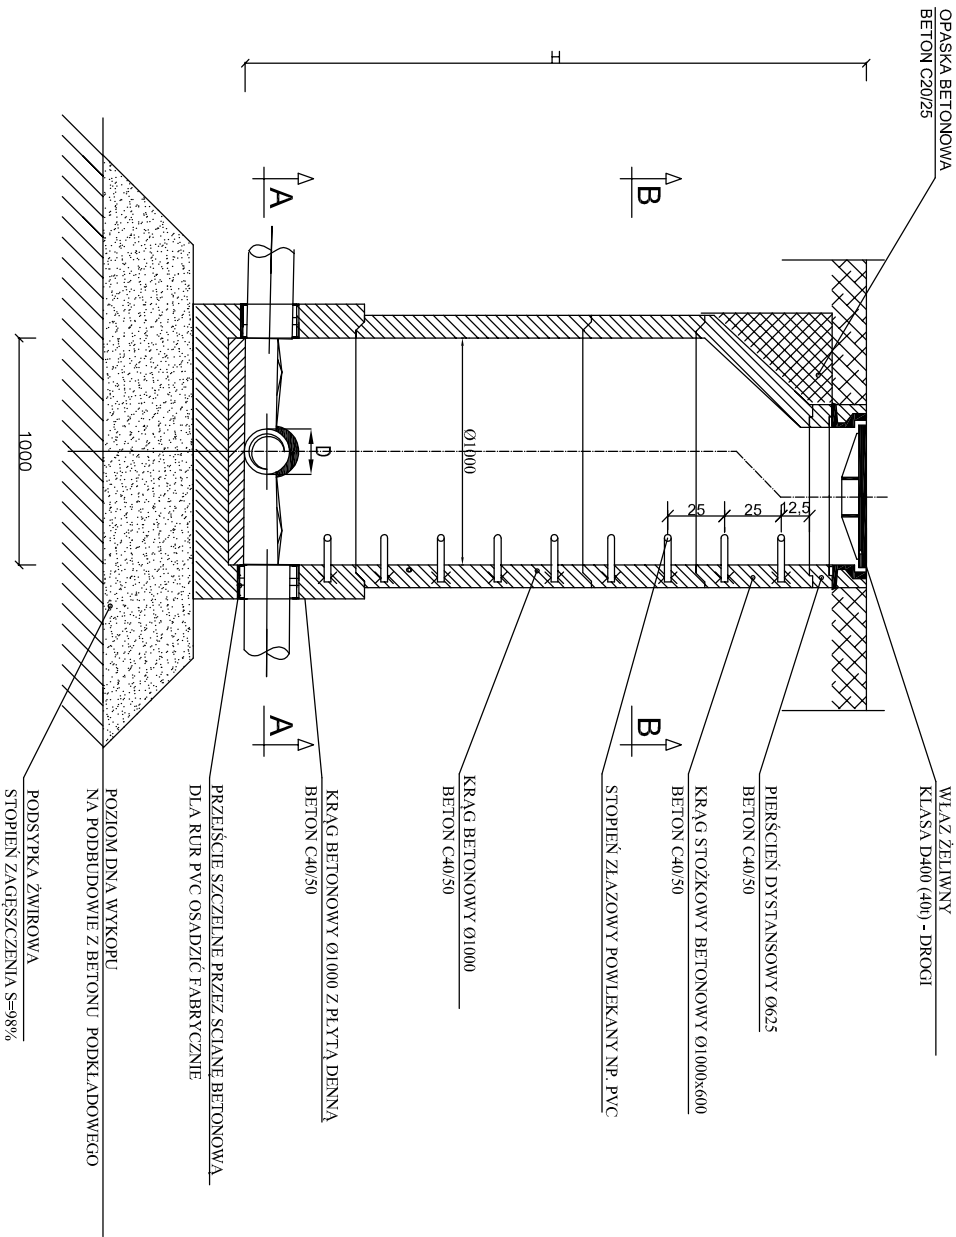 OPASKA BETONOWA
BETON C20/25
H
B
B
A
A
D
Ø1000
25
25
12,5
1000
WŁAZ ŻELIWNY
KLASA D400 (40t) - DROGI
PIERŚCIEŃ DYSTANSOWY Ø625
BETON C40/50
KRĄG STOŻKOWY BETONOWY Ø1000x600
BETON C40/50
STOPIEŃ ZŁAZOWY POWLEKANY NP. PVC
KRĄG BETONOWY Ø1000
BETON C40/50
KRĄG BETONOWY Ø1000 Z PŁYTĄ DENNĄ
BETON C40/50
PRZEJŚCIE SZCZELNE PRZEZ SCIANĘ BETONOWĄ
DLA RUR PVC OSADZIĆ FABRYCZNIE
POZIOM DNA WYKOPU
NA PODBUDOWIE Z BETONU PODKŁADOWEGO
PODSYPKA ŻWIROWA
STOPIEŃ ZAGĘSZCZENIA S=98%